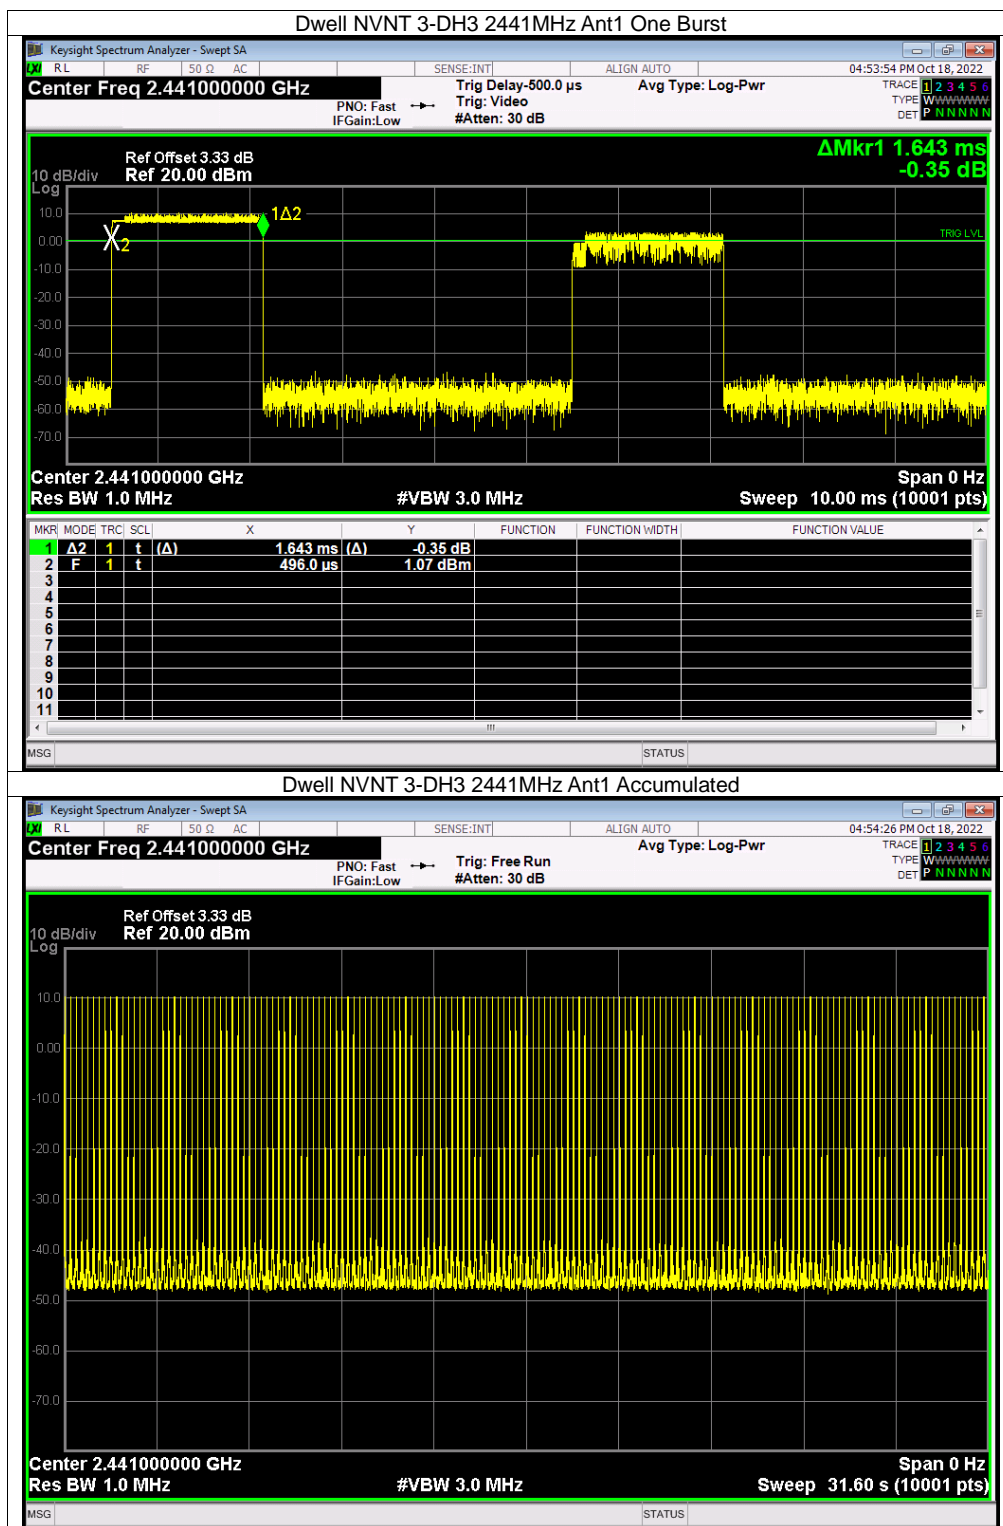 Dwell NVNT 3-DH3 2441MHz Ant1 One Burst
Keysight Spectrum Analyzer - Swept SA
LXI RL RF 50 Ω AC SENSE:INT ALIGN AUTO 04:53:54 PM Oct 18, 2022
Center Freq 2.441000000 GHz
PNO: Fast
IFGain:Low
Trig Delay-500.0 µs
Trig: Video
#Atten: 30 dB
Avg Type: Log-Pwr
TRACE 1 2 3 4 5 6
TYPE WWWWWW
DET P N N N N N
ΔMkr1 1.643 ms
-0.35 dB
Ref Offset 3.33 dB
10 dB/div Ref 20.00 dBm
Log
10.0
0.00
-10.0
-20.0
-30.0
-40.0
-50.0
-60.0
-70.0
1Δ2
X2
TRIG LVL
Center 2.441000000 GHz Span 0 Hz
Res BW 1.0 MHz #VBW 3.0 MHz Sweep 10.00 ms (10001 pts)
MKR MODE TRC SCL X Y FUNCTION FUNCTION WIDTH FUNCTION VALUE
1 Δ2 1 t (Δ) 1.643 ms (Δ) -0.35 dB
2 F 1 t 496.0 µs 1.07 dBm
3
4
5
6
7
8
9
10
11
MSG STATUS
Dwell NVNT 3-DH3 2441MHz Ant1 Accumulated
Keysight Spectrum Analyzer - Swept SA
LXI RL RF 50 Ω AC SENSE:INT ALIGN AUTO 04:54:26 PM Oct 18, 2022
Center Freq 2.441000000 GHz
PNO: Fast
IFGain:Low
Trig: Free Run
#Atten: 30 dB
Avg Type: Log-Pwr
TRACE 1 2 3 4 5 6
TYPE WWWWWW
DET P N N N N N
Ref Offset 3.33 dB
10 dB/div Ref 20.00 dBm
Log
10.0
0.00
-10.0
-20.0
-30.0
-40.0
-50.0
-60.0
-70.0
Center 2.441000000 GHz Span 0 Hz
Res BW 1.0 MHz #VBW 3.0 MHz Sweep 31.60 s (10001 pts)
MSG STATUS